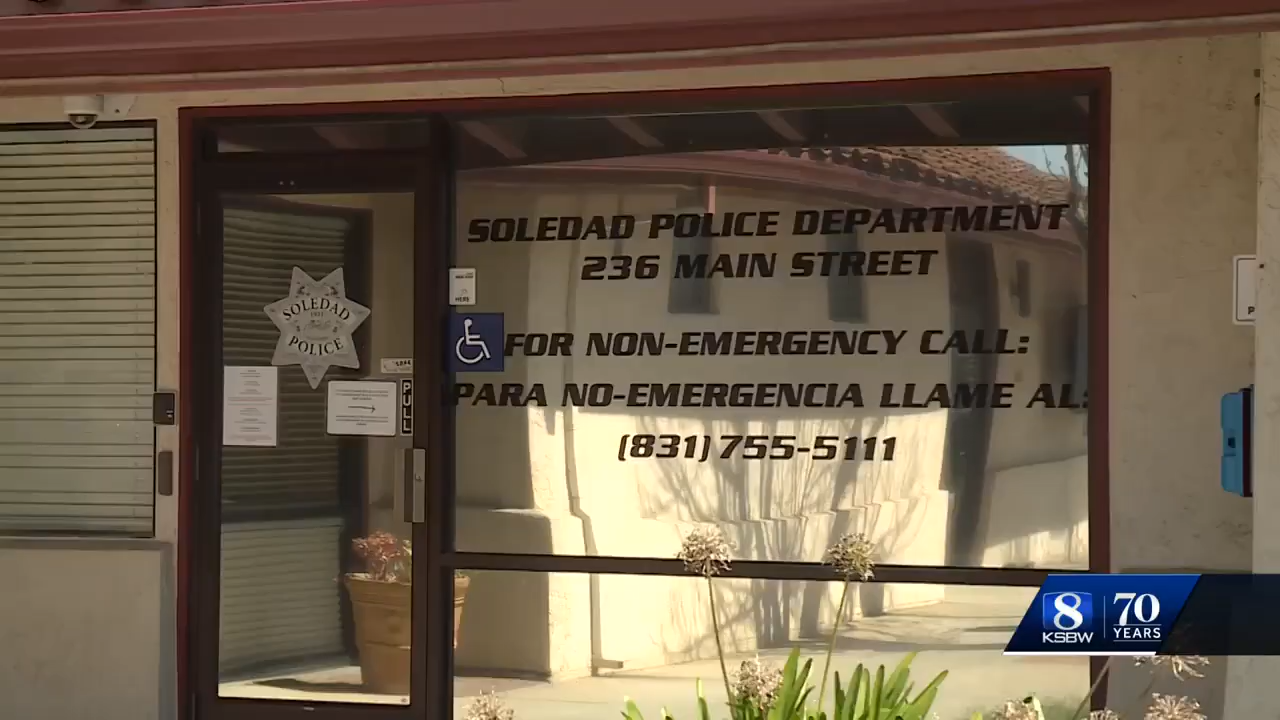 SOLEDAD POLICE DEPARTMENT
236 MAIN STREET
FOR NON-EMERGENCY CALL:
PARA NO-EMERGENCIA LLAME AL:
(831) 755-5111
SOLEDAD
POLICE
PULL
8
KSBW
70
YEARS